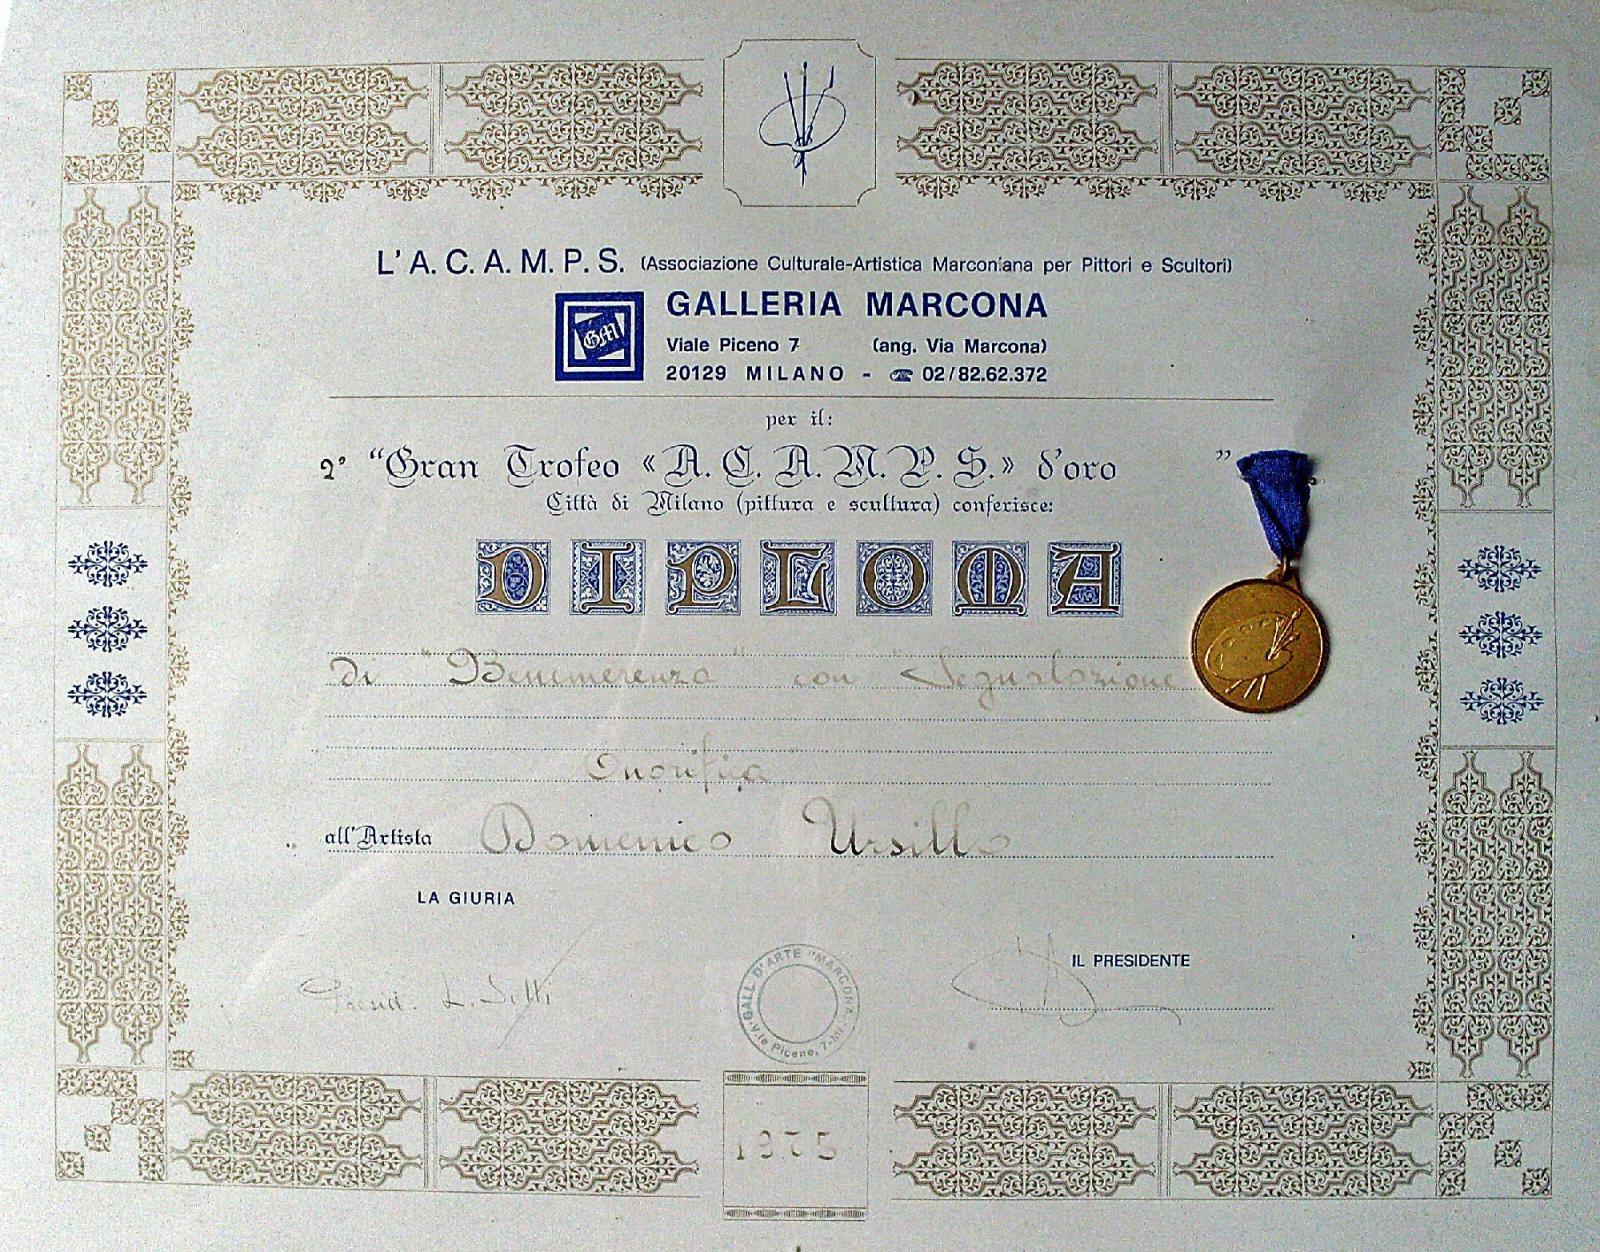 L'A. C. A. M. P. S. (Associazione Culturale-Artistica Marconiana per Pittori e Scultori)
GM
GALLERIA MARCONA
Viale Piceno 7 (ang. Via Marcona)
20129 MILANO - ☎ 02/82.62.372
per il:
2° "Gran Trofeo «A. C. A. M. P. S.» d'oro "
Città di Milano (pittura e scultura) conferisce:
DIPLOMA
di "Benemerenza" con Segnalazione
Onorifica
all'Artista Domenico Ursillo
LA GIURIA
IL PRESIDENTE
GALL. D'ARTE "MARCONA"
V.le Piceno, 7-MI-
1975